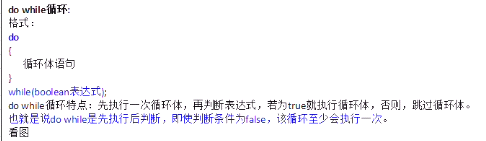 do while循环:
格式：
do
{
循环体语句
}
while(boolean表达式);
do while循环特点：先执行一次循环体，再判断表达式，若为true就执行循环体，否则，跳过循环体。
也就是说do while是先执行后判断，即使判断条件为false，该循环至少会执行一次。
看图